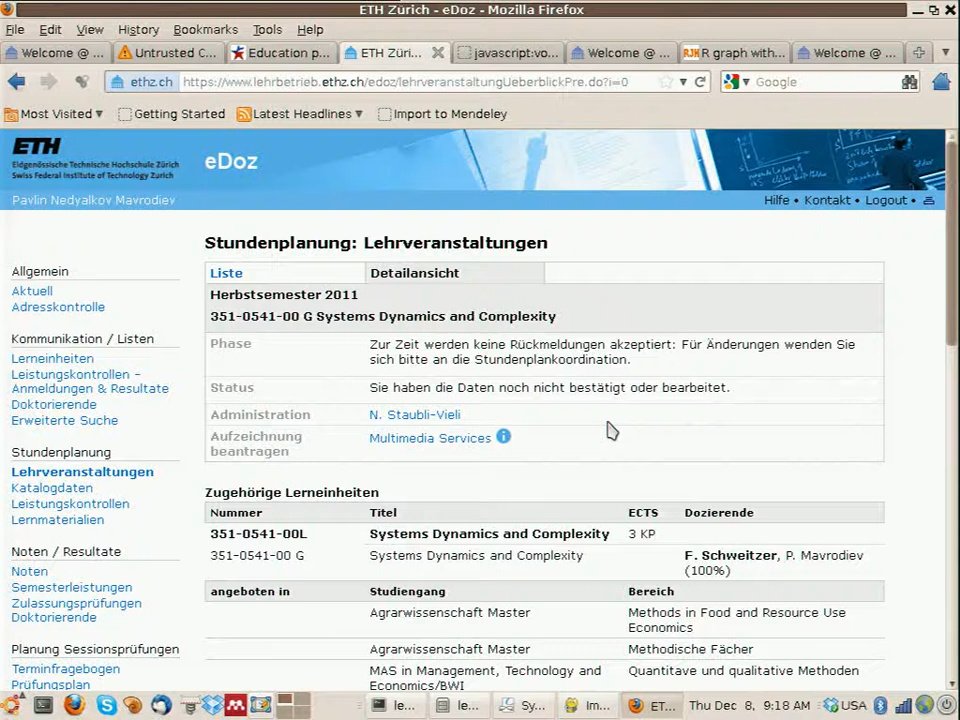 ETH Zürich - eDoz - Mozilla Firefox
File Edit View History Bookmarks Tools Help
Welcome @ ... Untrusted C... Education p... ETH Züri... javascript:vo... Welcome @ ... R graph with... Welcome @ ...
ethz.ch https://www.lehrbetrieb.ethz.ch/edoz/lehrveranstaltungUeberblickPre.do?i=0 Google
Most Visited Getting Started Latest Headlines Import to Mendeley
ETH
Eidgenössische Technische Hochschule Zürich
Swiss Federal Institute of Technology Zurich
eDoz
Pavlin Nedyalkov Mavrodiev
Hilfe • Kontakt • Logout •
Allgemein
Aktuell
Adresskontrolle
Kommunikation / Listen
Lerneinheiten
Leistungskontrollen -
Anmeldungen & Resultate
Doktorierende
Erweiterte Suche
Stundenplanung
Lehrveranstaltungen
Katalogdaten
Leistungskontrollen
Lernmaterialien
Noten / Resultate
Noten
Semesterleistungen
Zulassungsprüfungen
Doktorierende
Planung Sessionsprüfungen
Terminfragebogen
Prüfungsplan
Stundenplanung: Lehrveranstaltungen
Liste Detailansicht
Herbstsemester 2011
351-0541-00 G Systems Dynamics and Complexity
Phase Zur Zeit werden keine Rückmeldungen akzeptiert: Für Änderungen wenden Sie
sich bitte an die Stundenplankoordination.
Status Sie haben die Daten noch nicht bestätigt oder bearbeitet.
Administration N. Staubli-Vieli
Aufzeichnung Multimedia Services
beantragen
Zugehörige Lerneinheiten
Nummer Titel ECTS Dozierende
351-0541-00L Systems Dynamics and Complexity 3 KP
351-0541-00 G Systems Dynamics and Complexity F. Schweitzer, P. Mavrodiev
(100%)
angeboten in Studiengang Bereich
Agrarwissenschaft Master Methods in Food and Resource Use
Economics
Agrarwissenschaft Master Methodische Fächer
MAS in Management, Technology and Quantitave und qualitative Methoden
Economics/BWI
le... le... Sy... Im... ET... Thu Dec 8, 9:18 AM USA